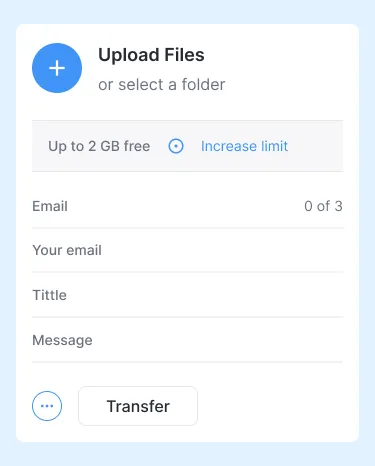 Upload Files
or select a folder
Up to 2 GB free Increase limit
Email 0 of 3
Your email
Tittle
Message
Transfer